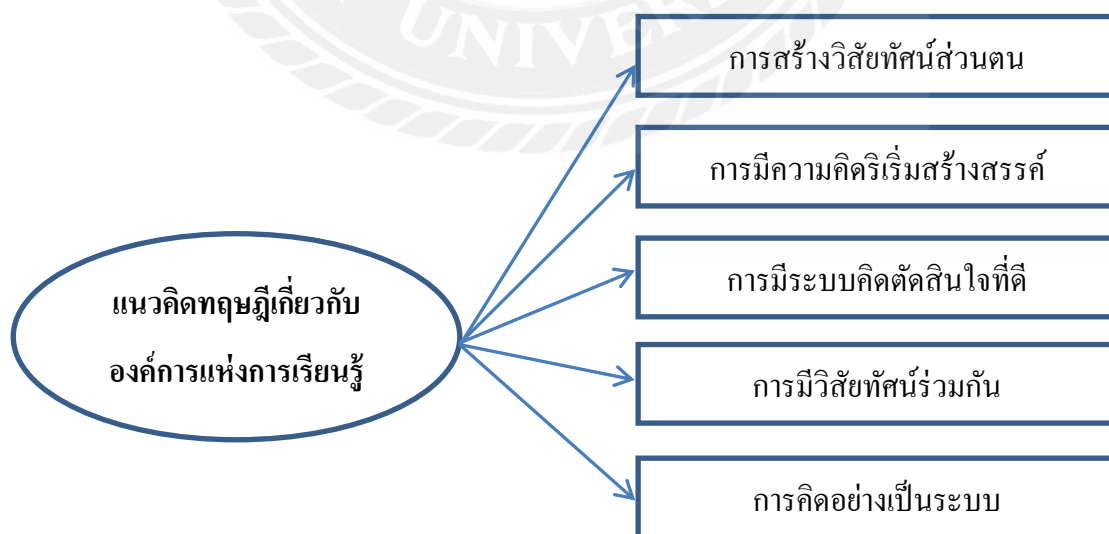 UNIVER
การสร้างวิสัยทัศน์ส่วนตน
การมีความคิดริเริ่มสร้างสรรค์
การมีระบบคิดตัดสินใจที่ดี
แนวคิดทฤษฎีเกี่ยวกับ
องค์การแห่งการเรียนรู้
การมีวิสัยทัศน์ร่วมกัน
การคิดอย่างเป็นระบบ